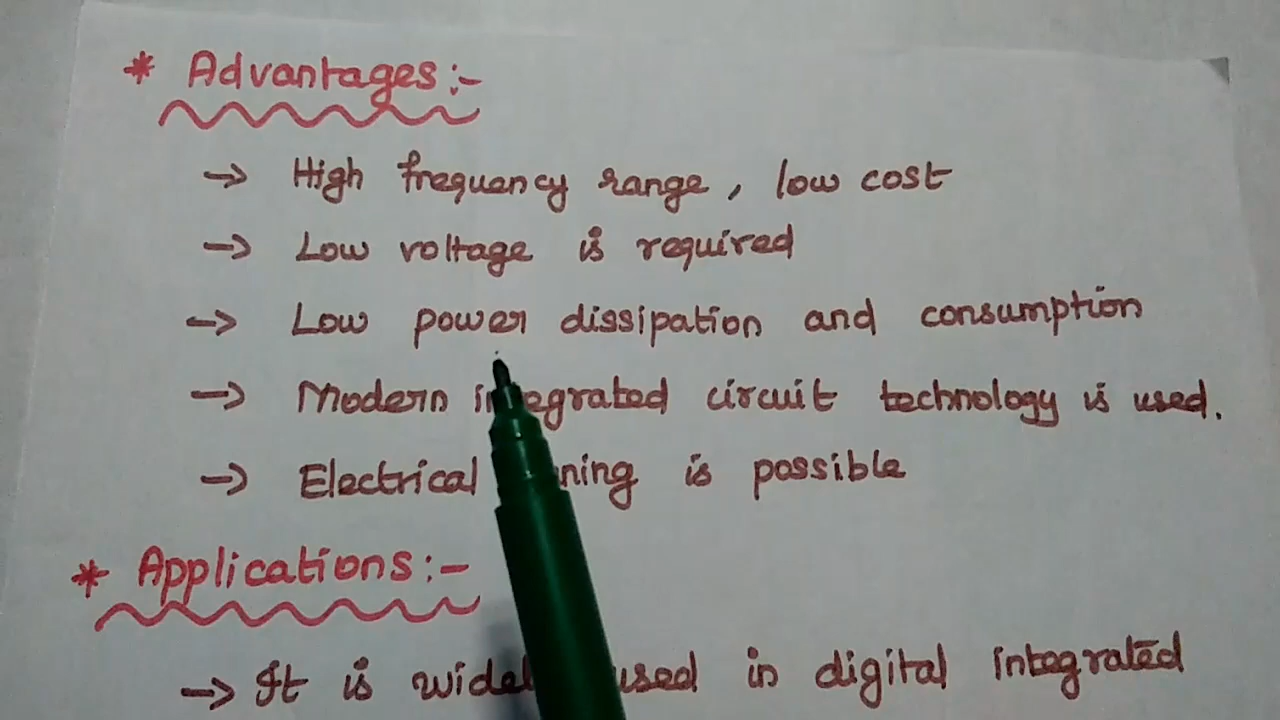 * Advantages:-
→ High frequency range, low cost
→ Low voltage is required
→ Low power dissipation and consumption
→ Modern integrated circuit technology is used.
→ Electrical is possible
* Applications:-
→ It is used in digital integrated